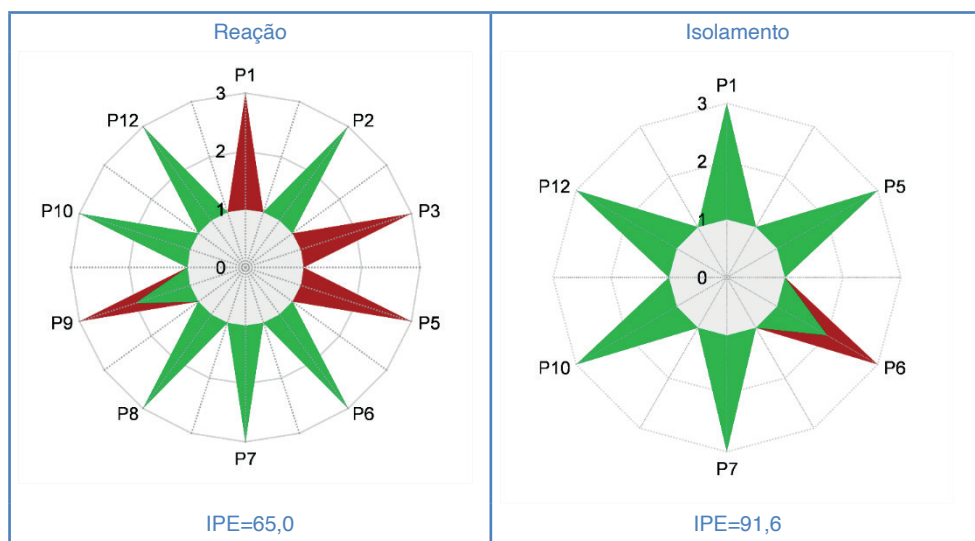 Reação
P1
3
P12
P2
2
P10
1
P3
0
P9
P5
P8
P6
P7
IPE=65,0
Isolamento
P1
3
2
P12
P5
1
0
P10
P6
P7
IPE=91,6